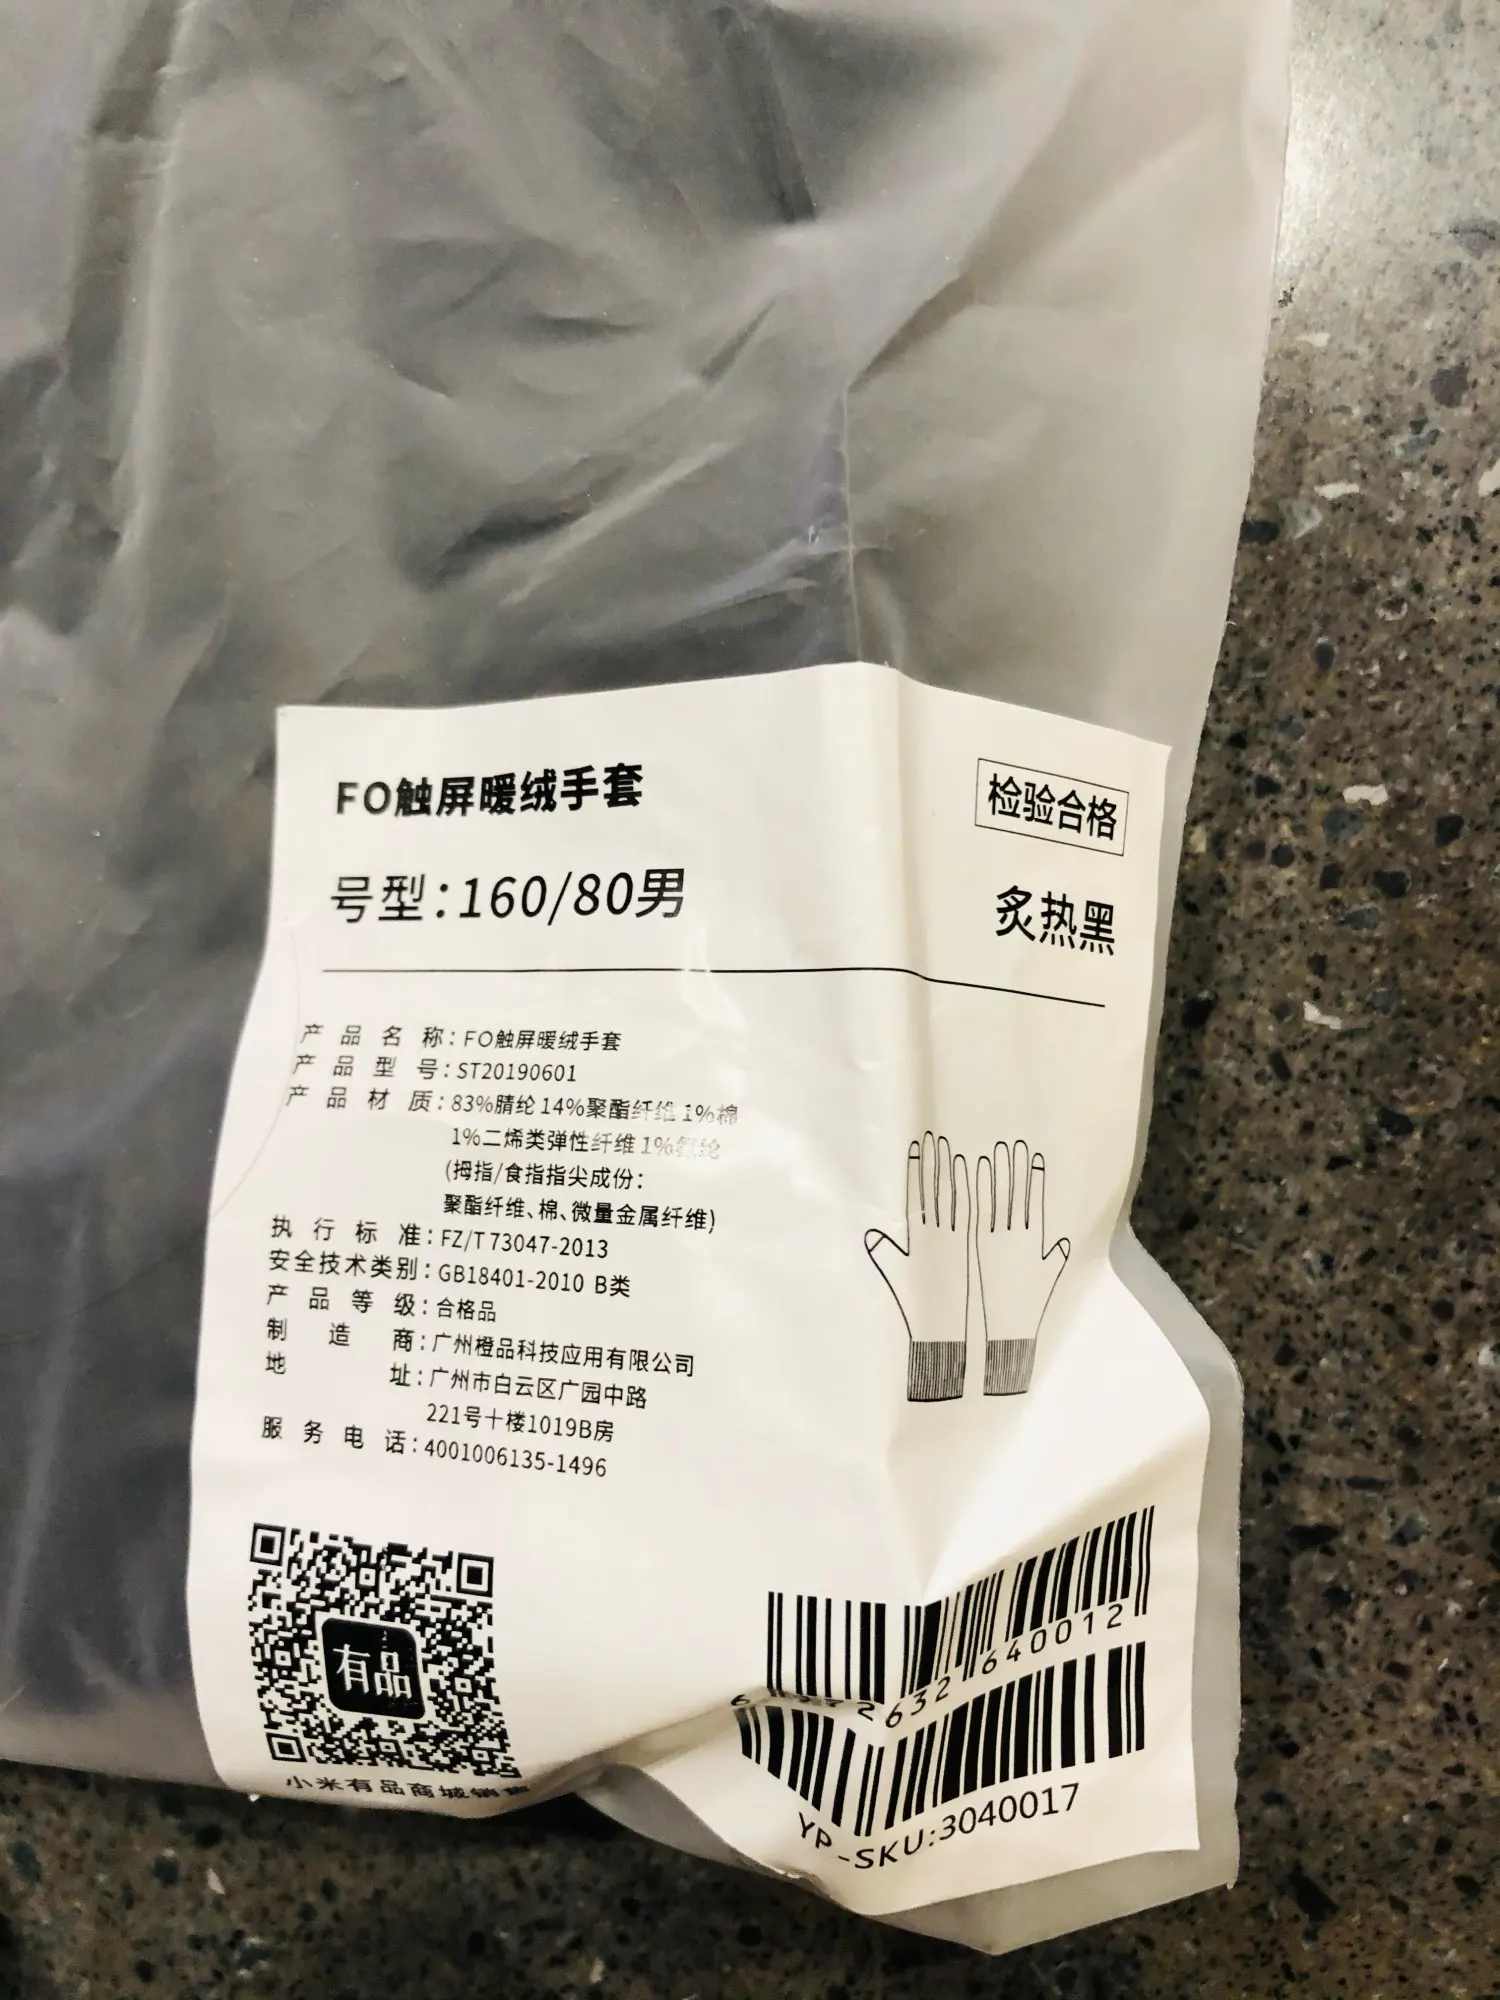 FO触屏暖绒手套
检验合格
号型:160/80男
炙热黑
产品名称:FO触屏暖绒手套
产品型号:ST20190601
产品材质:83%腈纶 14%聚酯纤维 1%棉
1%二烯类弹性纤维 1%氨纶
(拇指/食指指尖成份:
聚酯纤维、棉、微量金属纤维)
执行标准:FZ/T 73047-2013
安全技术类别:GB18401-2010 B类
产品等级:合格品
制造商:广州橙品科技应用有限公司
地址:广州市白云区广园中路
221号十楼1019B房
服务电话:4001006135-1496
有品
小米有品商城销售
632640012
YP-SKU:3040017